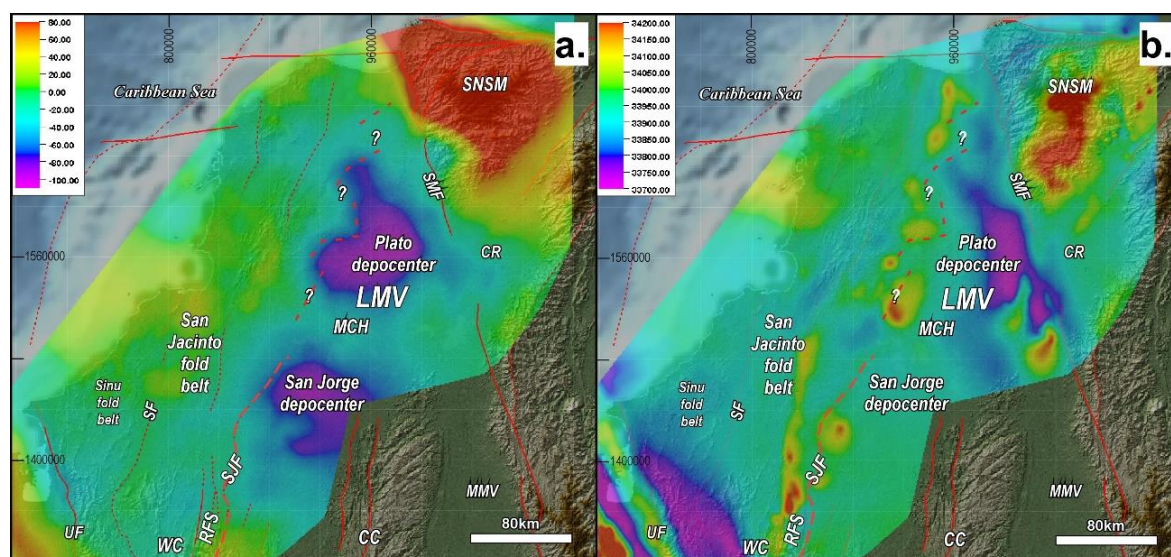 80.00
60.00
40.00
20.00
0.00
-20.00
-40.00
-60.00
-80.00
-100.00
800000
960000
a.
Caribbean Sea
SNSM
?
?
SMF
Plato
depocenter
CR
1560000
?
LMV
MCH
San
Jacinto
fold
belt
San Jorge
depocenter
Sinu
fold
belt
SF
1400000
SJF
MMV
UF
WC
RFS
CC
80km
34200.00
34150.00
34100.00
34050.00
34000.00
33950.00
33900.00
33850.00
33800.00
33750.00
33700.00
800000
960000
b.
Caribbean Sea
SNSM
?
?
SMF
Plato
depocenter
CR
1560000
?
LMV
MCH
San
Jacinto
fold
belt
San Jorge
depocenter
Sinu
fold
belt
SF
1400000
SJF
MMV
UF
WC
RFS
CC
80km